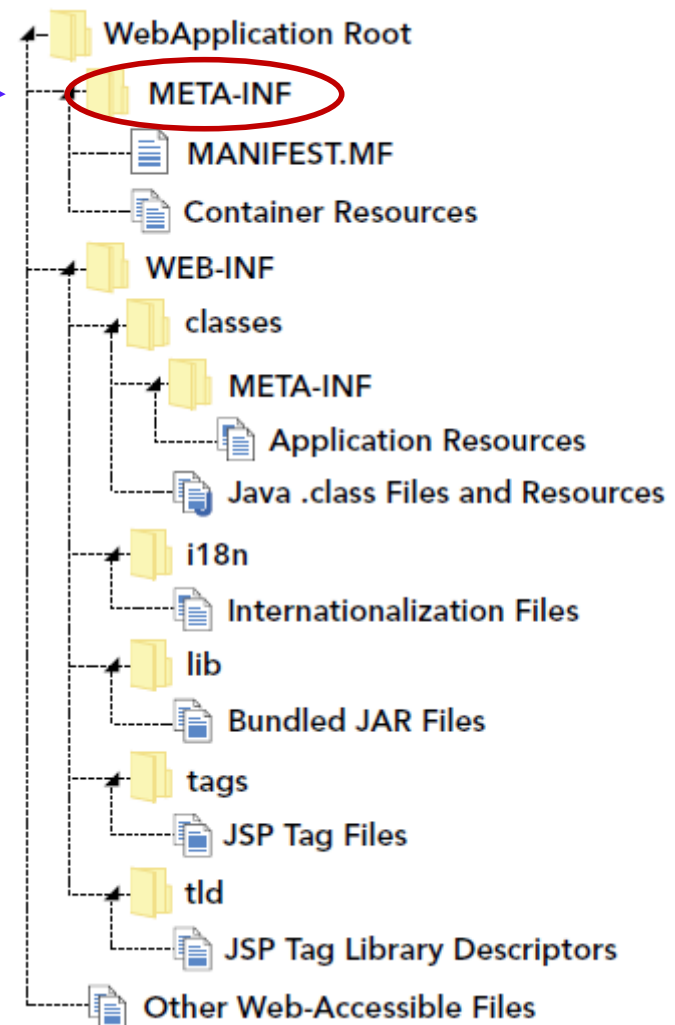 WebApplication Root
META-INF
MANIFEST.MF
Container Resources
WEB-INF
classes
META-INF
Application Resources
Java .class Files and Resources
i18n
Internationalization Files
lib
Bundled JAR Files
tags
JSP Tag Files
tld
JSP Tag Library Descriptors
Other Web-Accessible Files